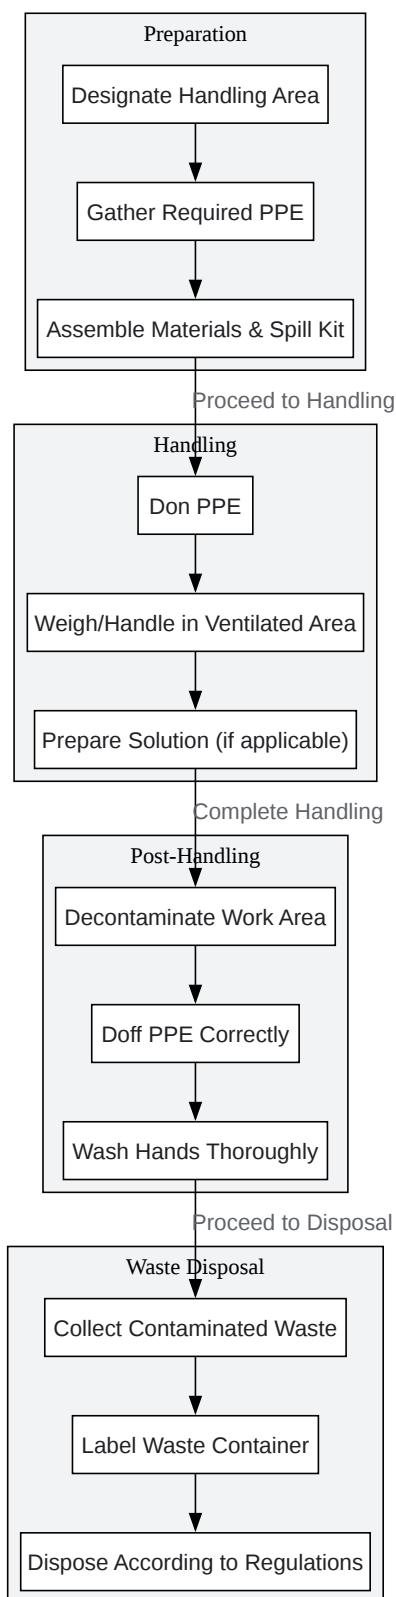 Preparation
Designate Handling Area
Gather Required PPE
Assemble Materials & Spill Kit
Proceed to Handling
Handling
Don PPE
Weigh/Handle in Ventilated Area
Prepare Solution (if applicable)
Complete Handling
Post-Handling
Decontaminate Work Area
Doff PPE Correctly
Wash Hands Thoroughly
Proceed to Disposal
Waste Disposal
Collect Contaminated Waste
Label Waste Container
Dispose According to Regulations